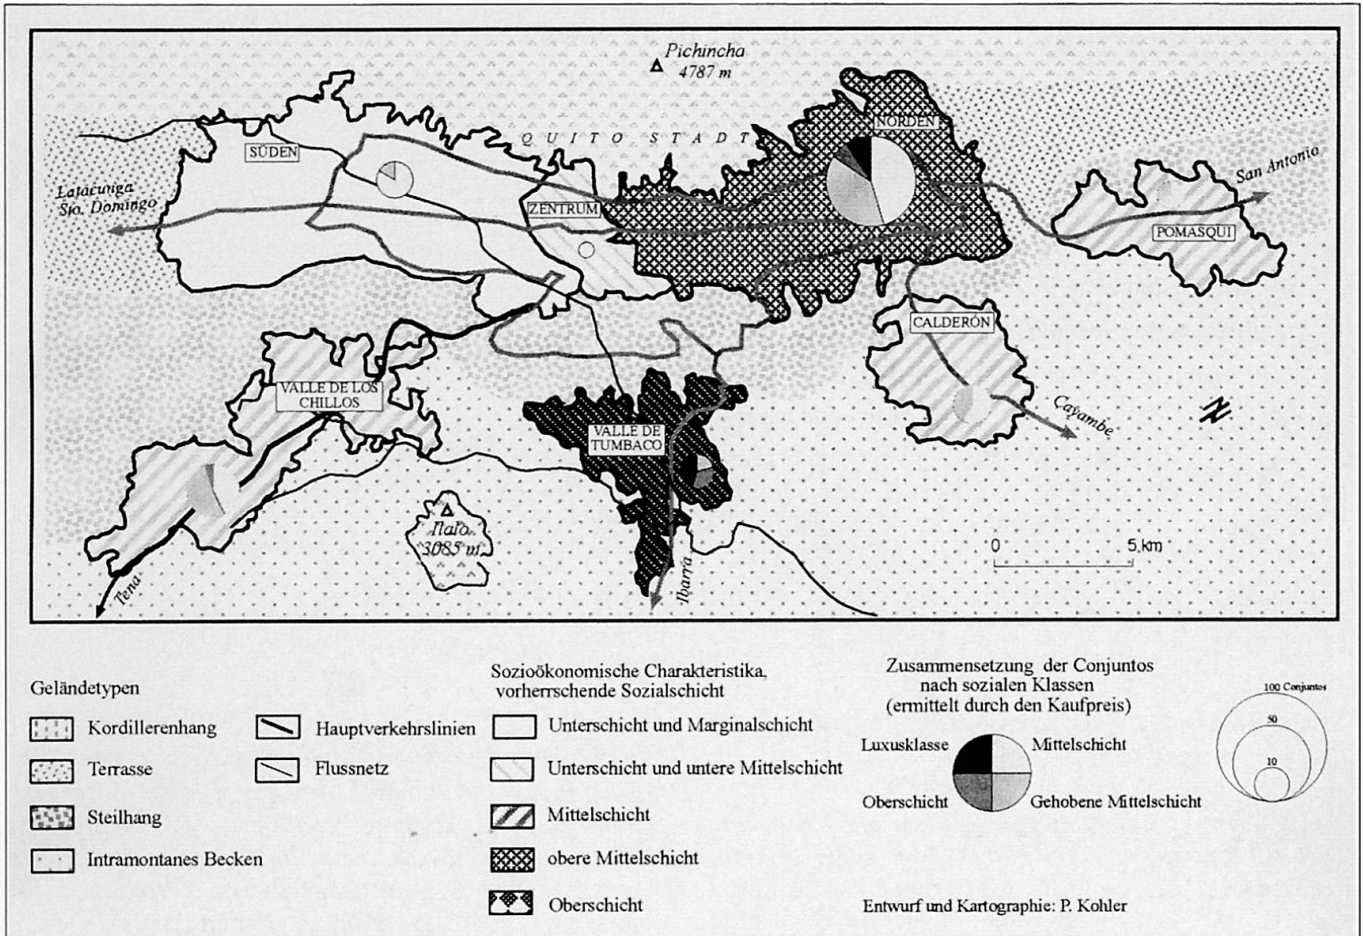 Pichincha
4787 m
QUITO STADT
NORDEN
SÜDEN
Latacunga
Sto. Domingo
ZENTRUM
San Antonio
POMASQUI
CALDERÓN
VALLE DE LOS
CHILLOS
Cayambe
VALLE DE
TUMBACO
N
Ilaló
3085 m
0 5 km
Tena
Ibarra
Geländetypen
Kordillerenhang
Terrasse
Steilhang
Intramontanes Becken
Hauptverkehrslinien
Flussnetz
Sozioökonomische Charakteristika,
vorherrschende Sozialschicht
Unterschicht und Marginalschicht
Unterschicht und untere Mittelschicht
Mittelschicht
obere Mittelschicht
Oberschicht
Zusammensetzung der Conjuntos
nach sozialen Klassen
(ermittelt durch den Kaufpreis)
Luxusklasse
Mittelschicht
Oberschicht
Gehobene Mittelschicht
100 Conjuntos
50
10
Entwurf und Kartographie: P. Kohler